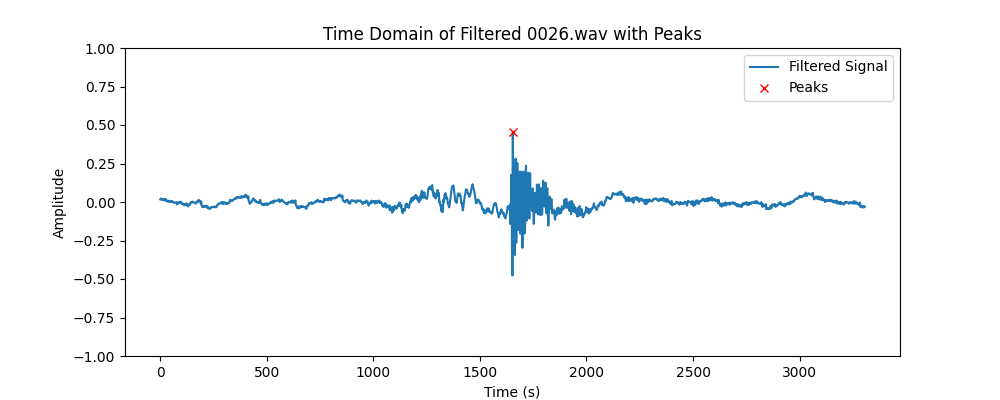 Time Domain of Filtered 0026.wav with Peaks
1.00
0.75
0.50
0.25
0.00
−0.25
−0.50
−0.75
−1.00
Amplitude
Filtered Signal
Peaks
0 500 1000 1500 2000 2500 3000
Time (s)